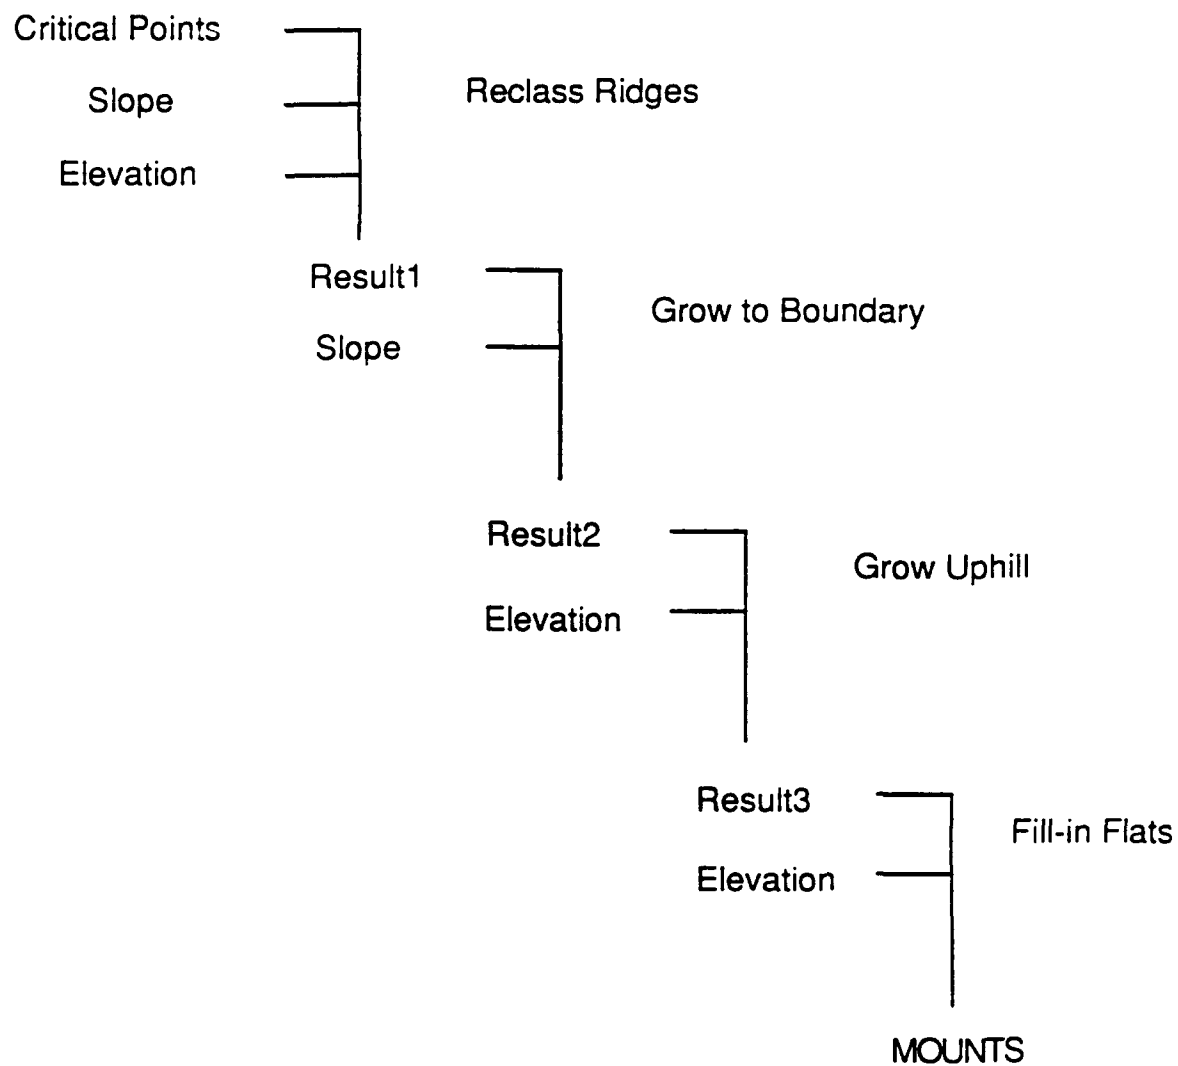 Critical Points
Slope
Reclass Ridges
Elevation
Result1
Grow to Boundary
Slope
Result2
Grow Uphill
Elevation
Result3
Fill-in Flats
Elevation
MOUNTS